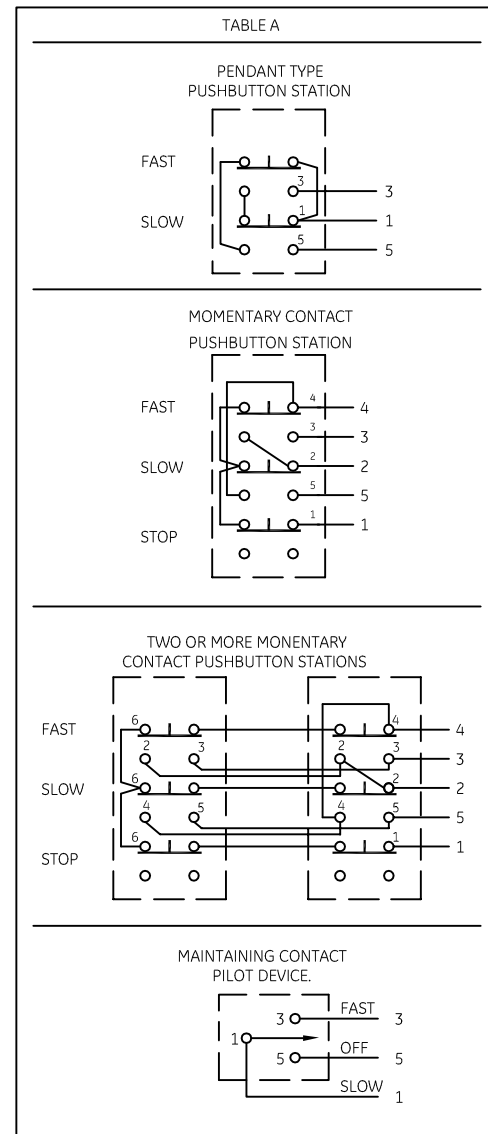 TABLE A
PENDANT TYPE
PUSHBUTTON STATION
FAST
3
3
SLOW
1
1
5
5
MOMENTARY CONTACT
PUSHBUTTON STATION
FAST
4
4
3
3
SLOW
2
2
5
5
1
1
STOP
TWO OR MORE MONENTARY
CONTACT PUSHBUTTON STATIONS
FAST
6
4
4
2
3
2
3
3
SLOW
6
2
2
4
5
4
5
5
STOP
6
1
1
MAINTAINING CONTACT
PILOT DEVICE.
3
FAST
3
1
5
OFF
5
SLOW
1